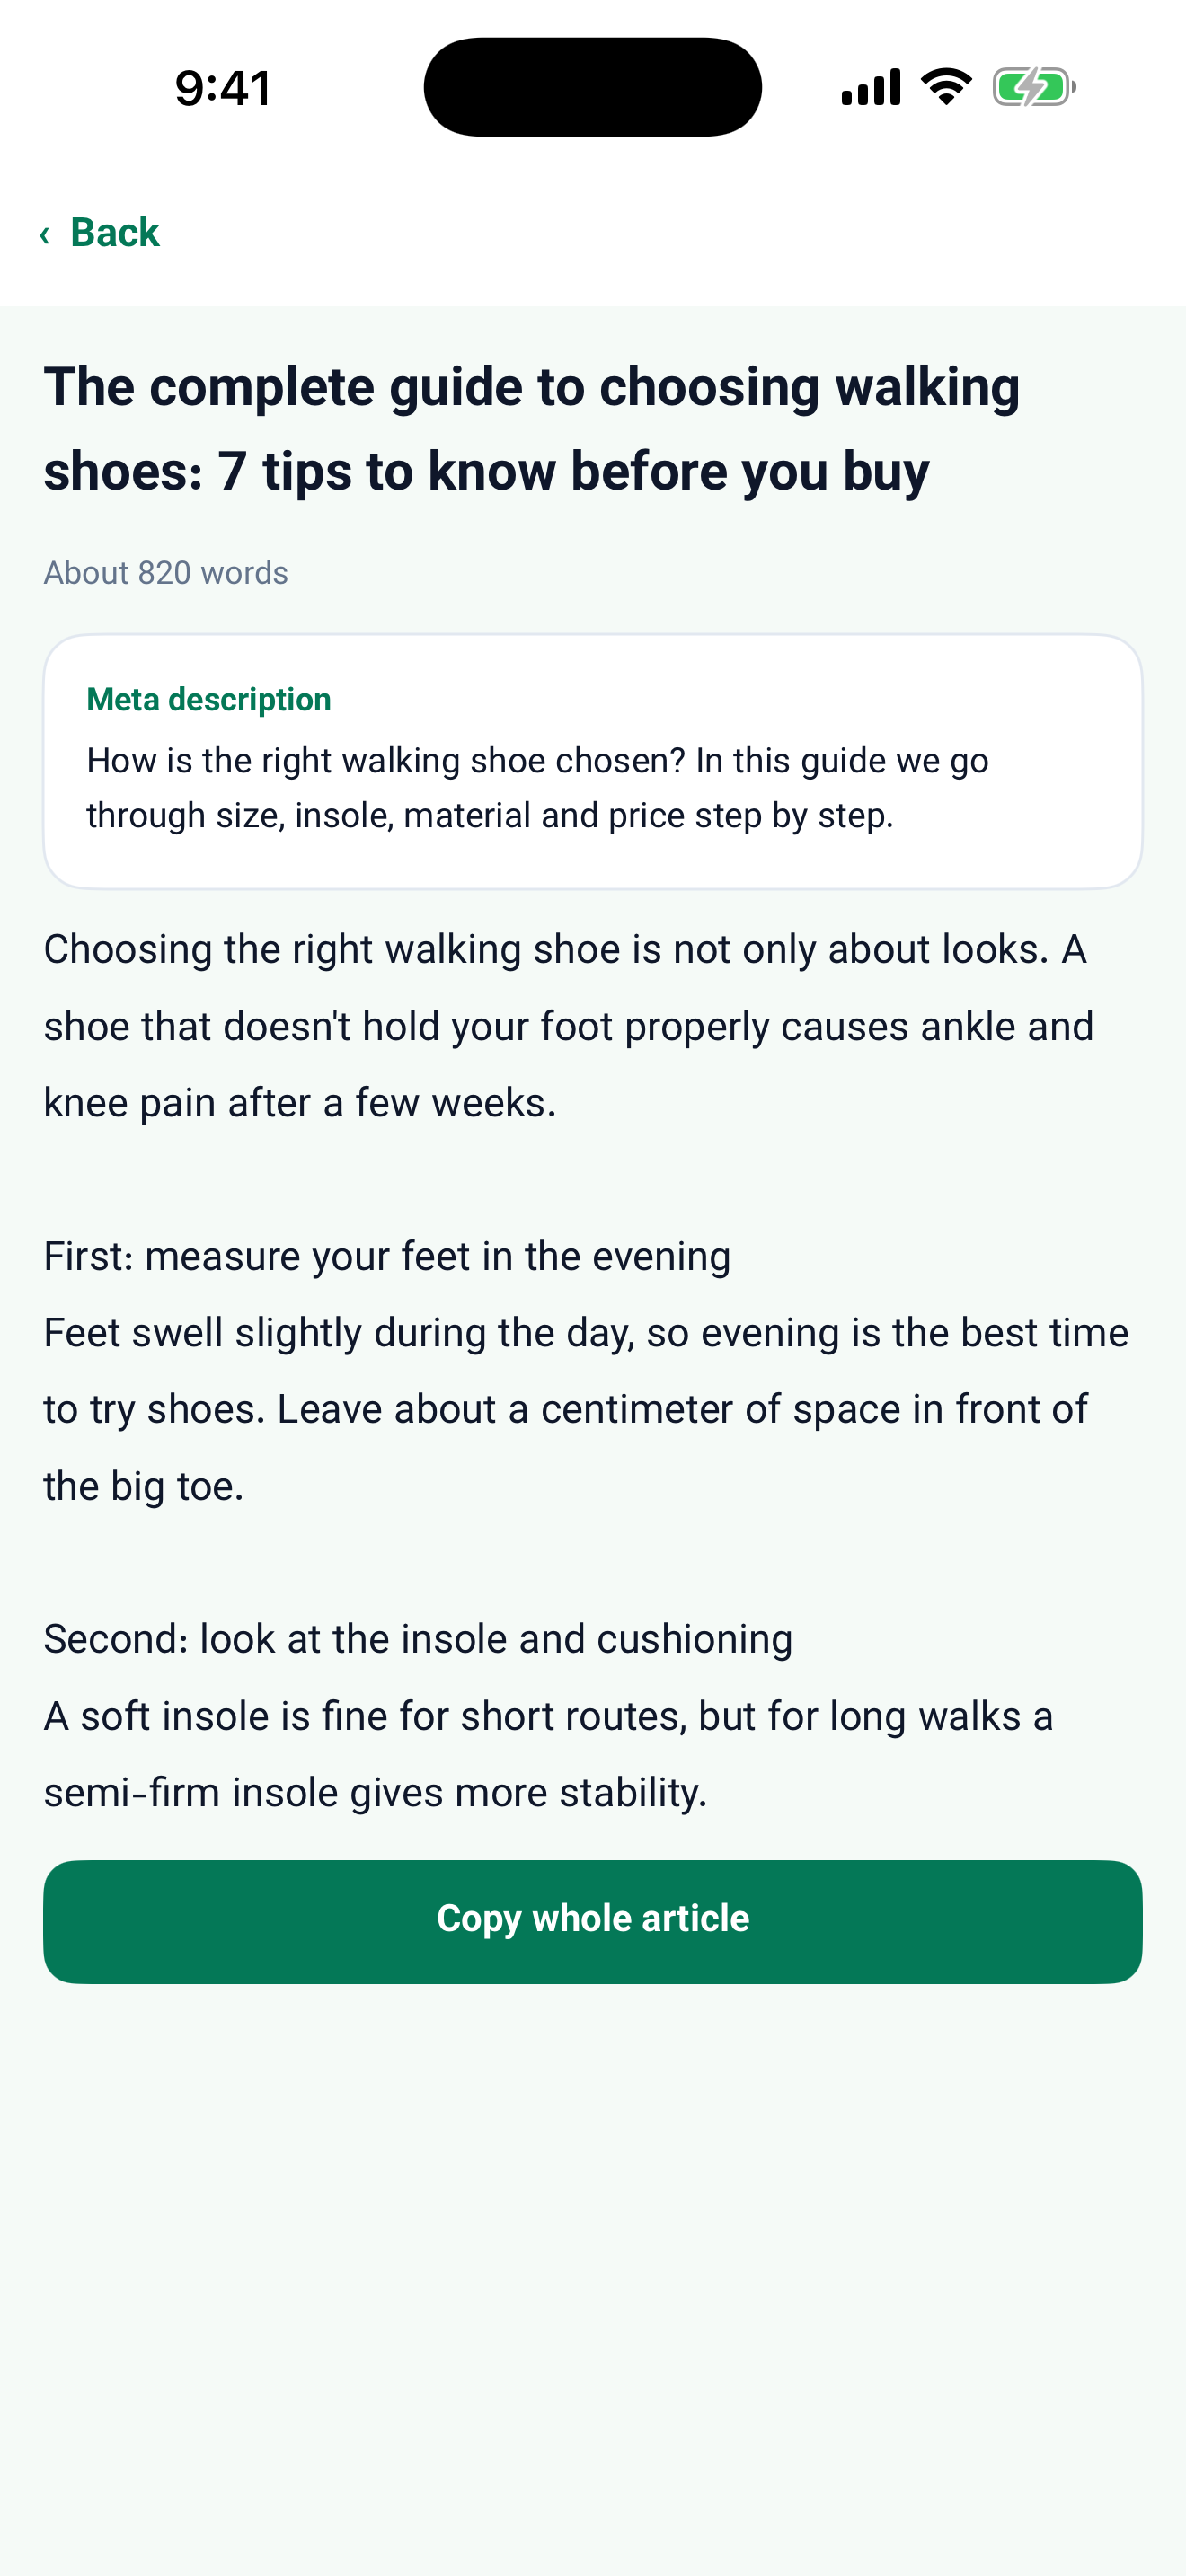 9:41
‹ Back
The complete guide to choosing walking
shoes: 7 tips to know before you buy
About 820 words
Meta description
How is the right walking shoe chosen? In this guide we go
through size, insole, material and price step by step.
Choosing the right walking shoe is not only about looks. A
shoe that doesn't hold your foot properly causes ankle and
knee pain after a few weeks.
First: measure your feet in the evening
Feet swell slightly during the day, so evening is the best time
to try shoes. Leave about a centimeter of space in front of
the big toe.
Second: look at the insole and cushioning
A soft insole is fine for short routes, but for long walks a
semi-firm insole gives more stability.
Copy whole article